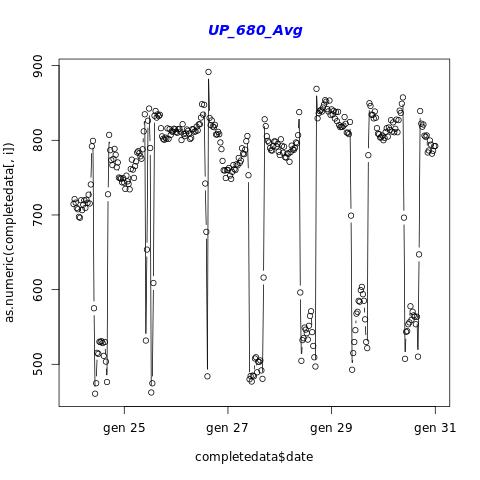 UP_680_Avg
as.numeric(completedata[, i])
900
800
700
600
500
gen 25
gen 27
gen 29
gen 31
completedata$date